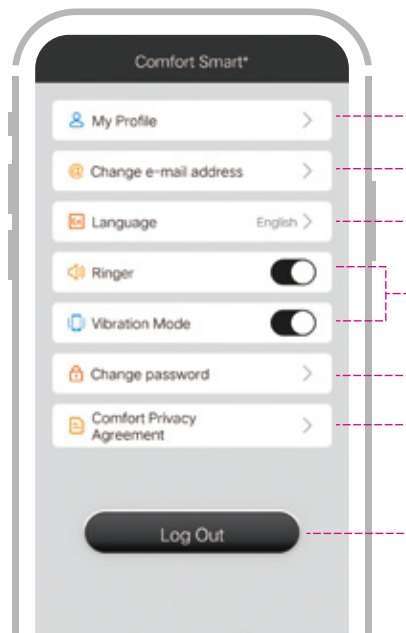 Comfort Smart*
My Profile
@ Change e-mail address
Language English
Ringer
Vibration Mode
Change password
Comfort Privacy
Agreement
Log Out